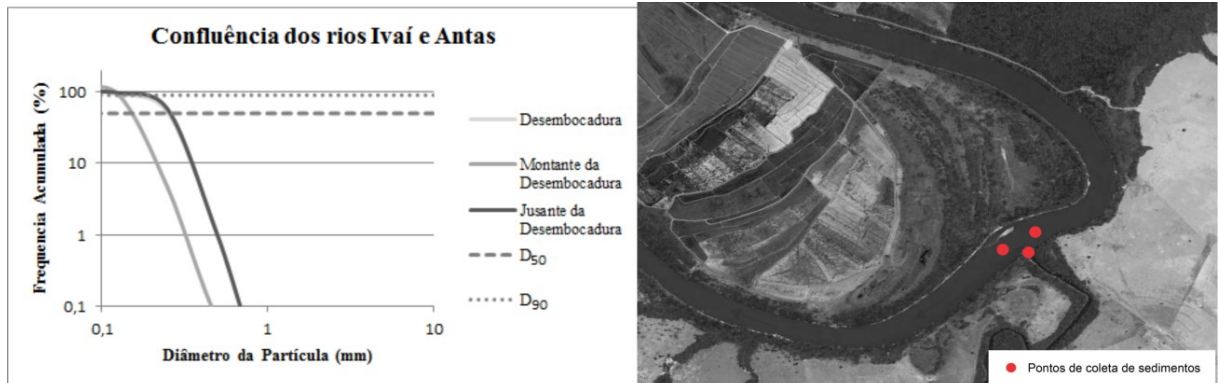 Confluência dos rios Ivaí e Antas
Frequencia Acumulada (%)
100
10
1
0,1
0,1
1
10
Diâmetro da Partícula (mm)
Desembocadura
Montante da
Desembocadura
Jusante da
Desembocadura
D50
D90
Pontos de coleta de sedimentos